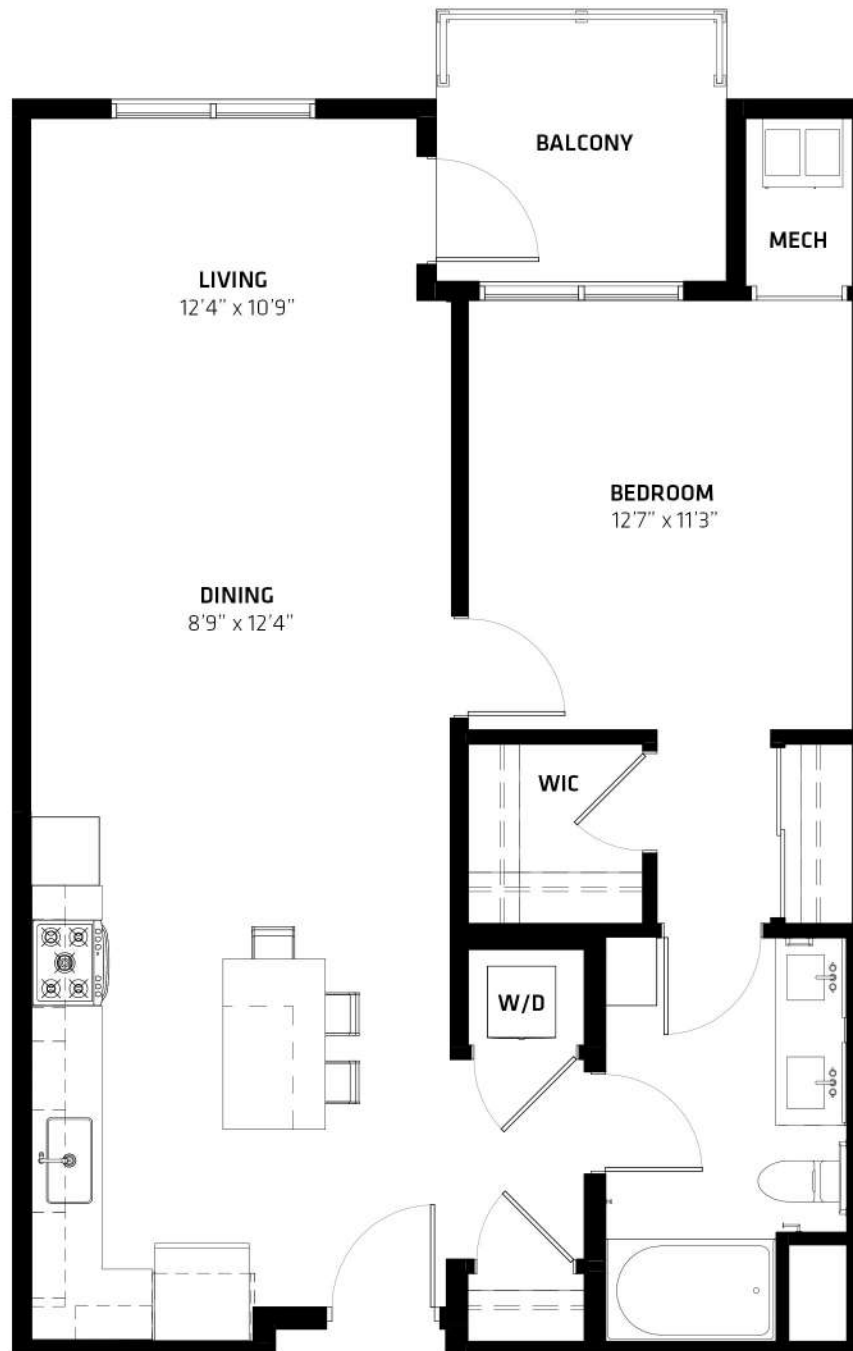 BALCONY
MECH
LIVING
12'4" x 10'9"
BEDROOM
12'7" x 11'3"
DINING
8'9" x 12'4"
WIC
W/D